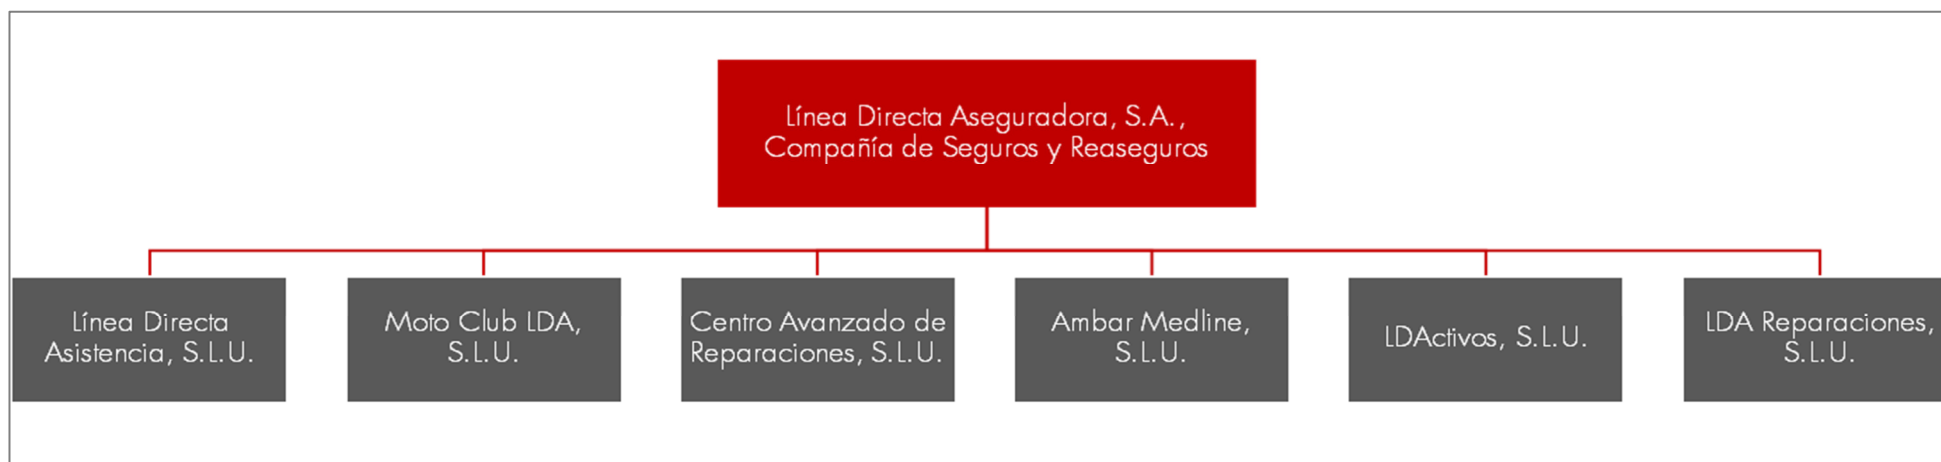 Línea Directa Aseguradora, S.A.,
Compañía de Seguros y Reaseguros
Línea Directa
Asistencia, S.L.U.
Moto Club LDA,
S.L.U.
Centro Avanzado de
Reparaciones, S.L.U.
Ambar Medline,
S.L.U.
LDActivos, S.L.U.
LDA Reparaciones,
S.L.U.